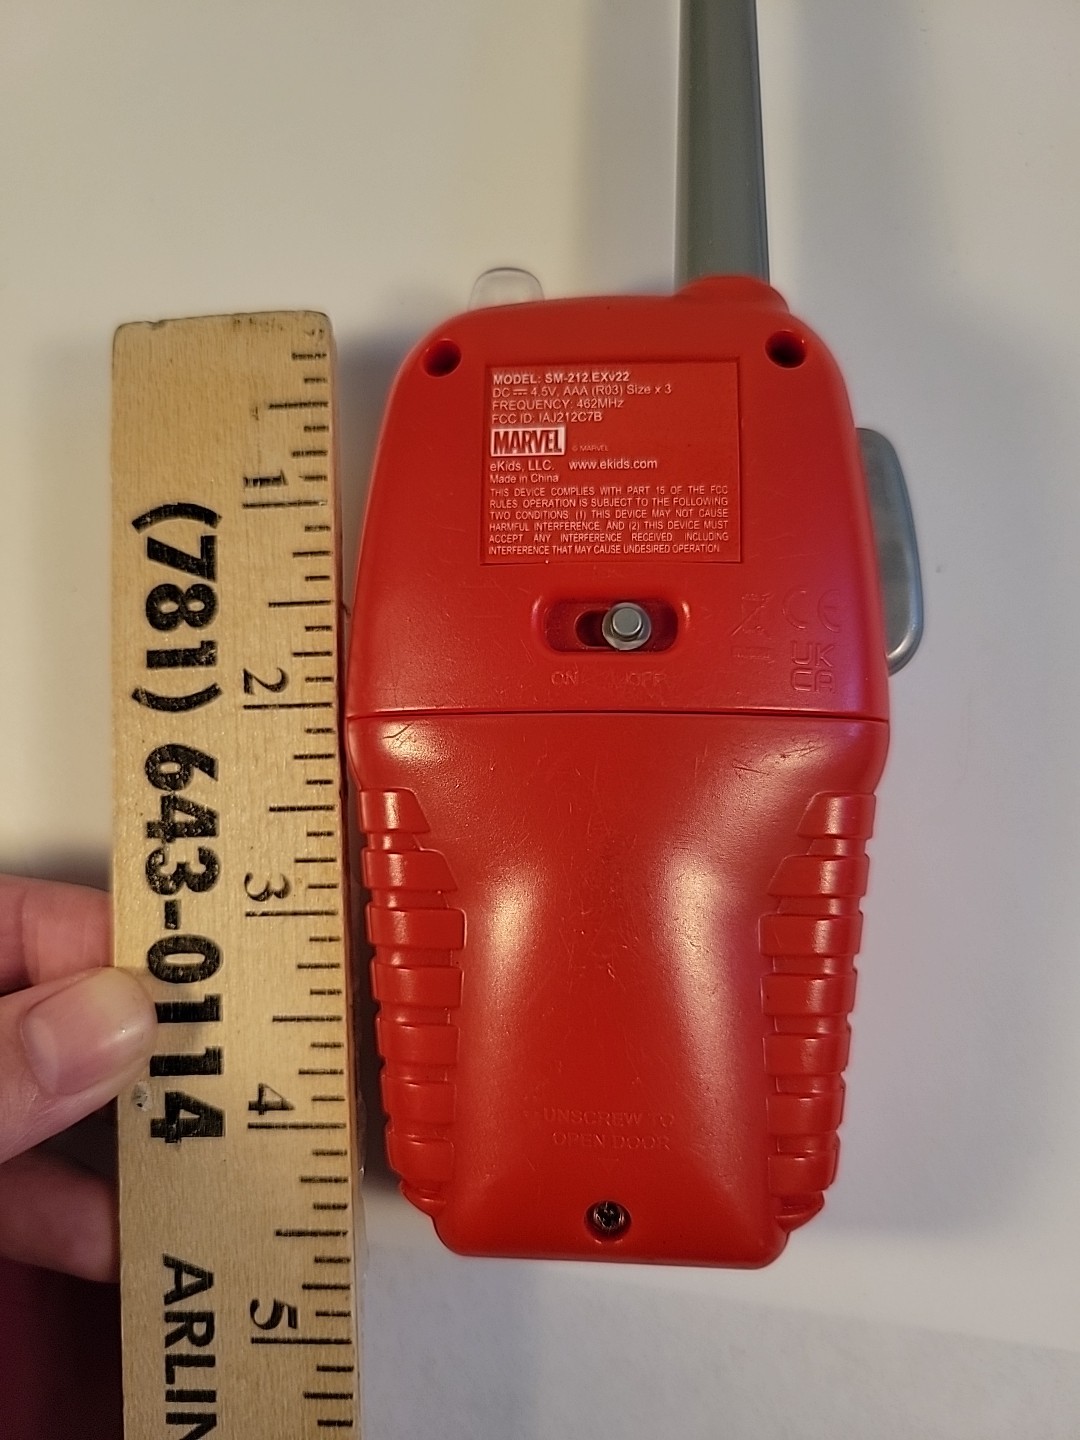 MODEL: SM-212.EXv22
DC 4.5V, AAA (R03) Size x 3
FREQUENCY: 462MHz
FCC ID: IAJ212C7B
MARVEL © MARVEL
eKids, LLC. www.ekids.com
Made in China
THIS DEVICE COMPLIES WITH PART 15 OF THE FCC
RULES. OPERATION IS SUBJECT TO THE FOLLOWING
TWO CONDITIONS: (1) THIS DEVICE MAY NOT CAUSE
HARMFUL INTERFERENCE, AND (2) THIS DEVICE MUST
ACCEPT ANY INTERFERENCE RECEIVED INCLUDING
INTERFERENCE THAT MAY CAUSE UNDESIRED OPERATION.
CE
UK
CA
ON OFF
UNSCREW TO
OPEN DOOR
1
2
3
4
5
(781) 643-0114
ARLIN